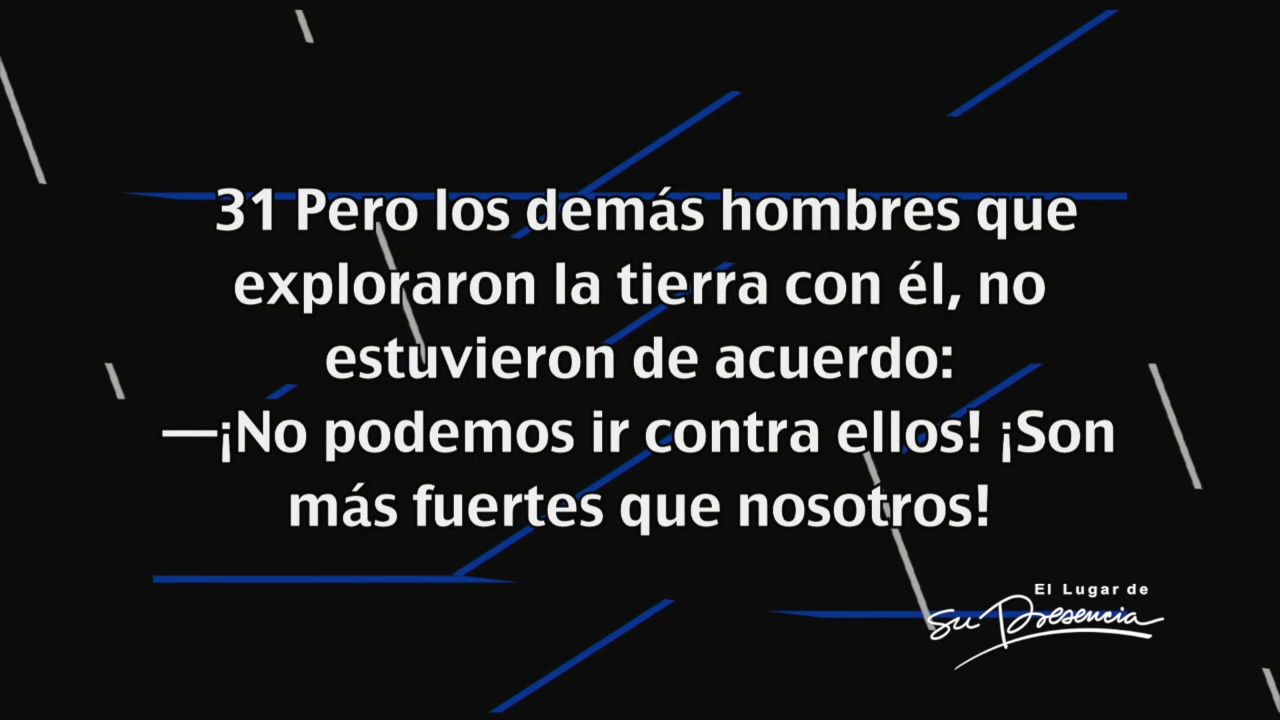 31 Pero los demás hombres que
exploraron la tierra con él, no
estuvieron de acuerdo:
—¡No podemos ir contra ellos! ¡Son
más fuertes que nosotros!
El Lugar de
Su Presencia